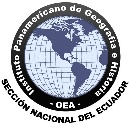 Instituto Panamericano de Geografía e Historia
- OEA -
SECCIÓN NACIONAL DEL ECUADOR